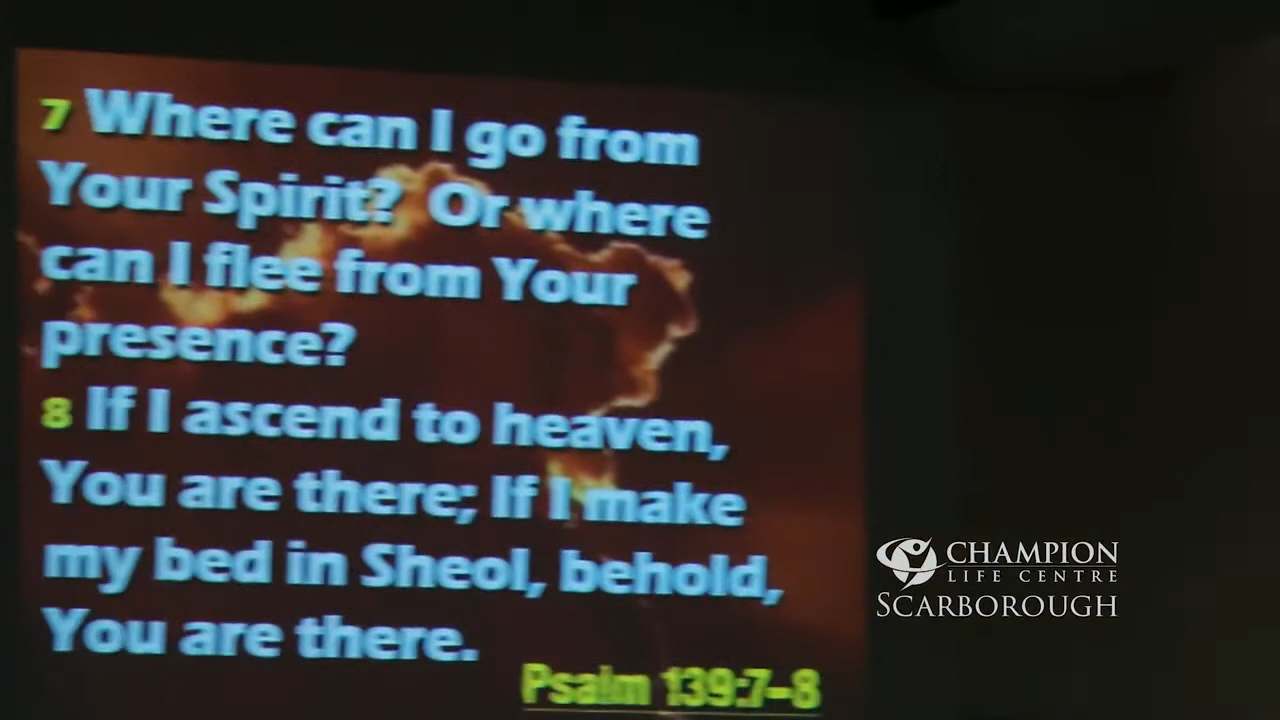 7 Where can I go from
Your Spirit? Or where
can I flee from Your
presence?
8 If I ascend to heaven,
You are there; If I make
my bed in Sheol, behold,
You are there.
Psalm 139:7-8
CHAMPION
LIFE CENTRE
SCARBOROUGH